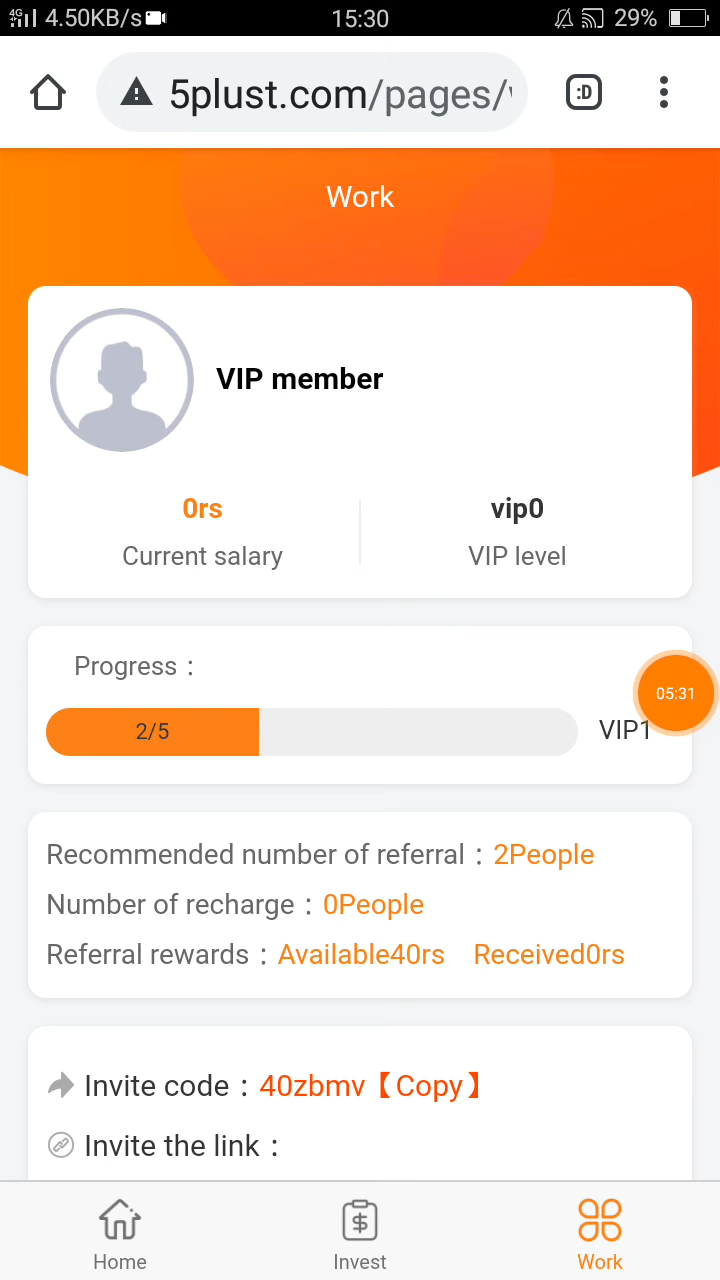 4G 4.50KB/s 15:30 29%
5plust.com/pages/
:D
Work
VIP member
0rs vip0
Current salary VIP level
Progress：
05:31
2/5 VIP1
Recommended number of referral：2People
Number of recharge：0People
Referral rewards：Available40rs Received0rs
Invite code：40zbmv【Copy】
Invite the link：
Home Invest Work